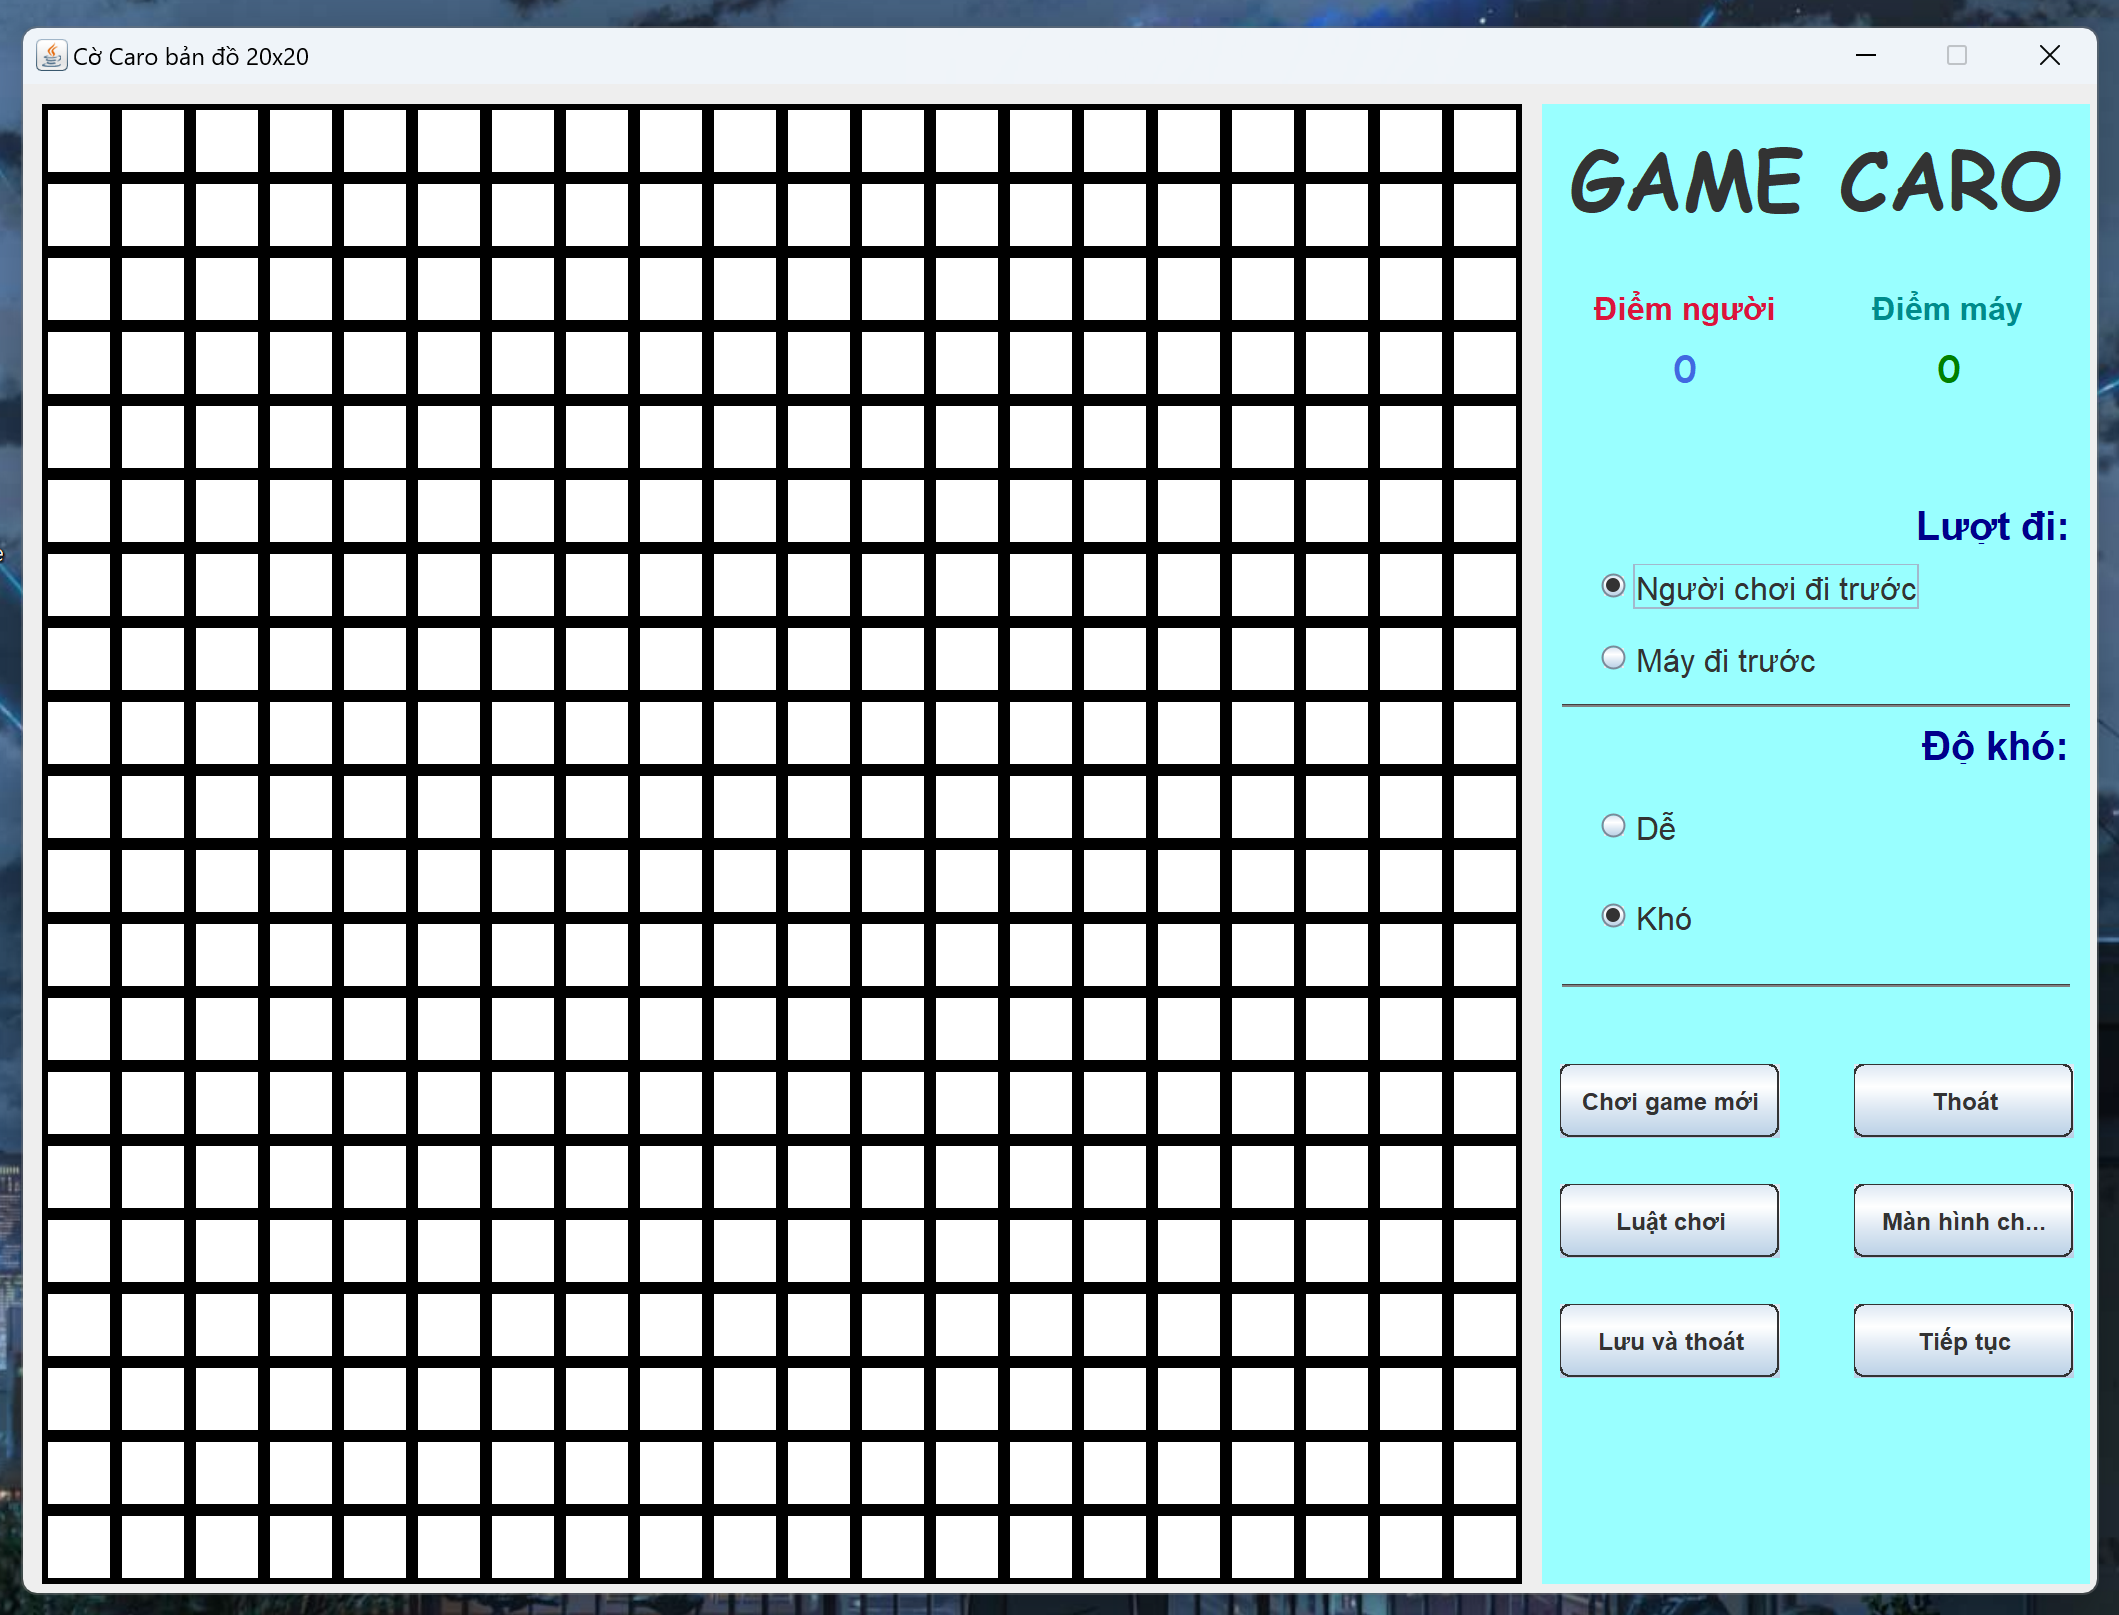 Cờ Caro bản đồ 20x20
GAME CARO
Điểm người Điểm máy
0 0
Lượt đi:
Người chơi đi trước
Máy đi trước
Độ khó:
Dễ
Khó
Chơi game mới Thoát
Luật chơi Màn hình ch...
Lưu và thoát Tiếp tục